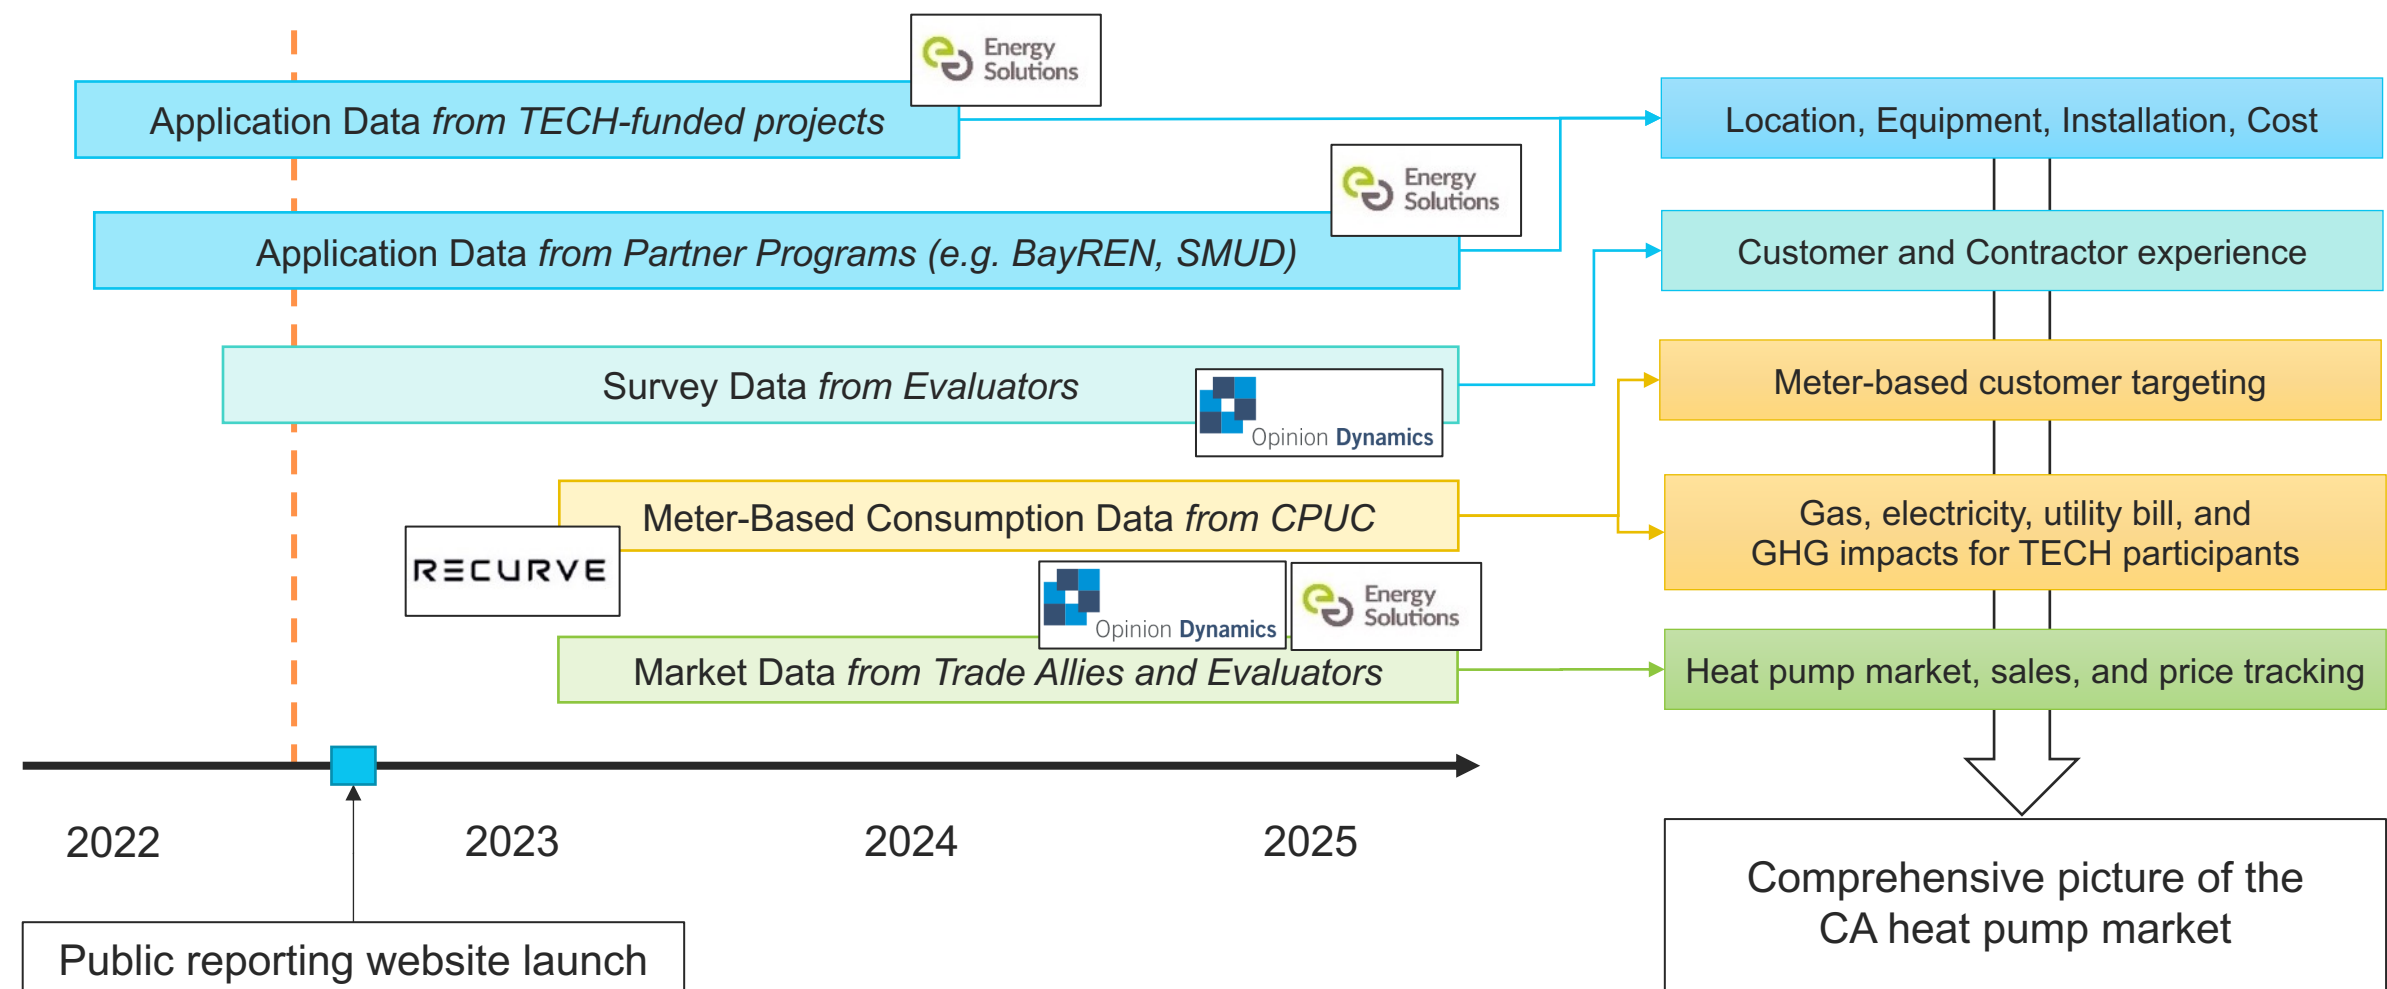 Energy
Solutions
Application Data from TECH-funded projects
Location, Equipment, Installation, Cost
Energy
Solutions
Application Data from Partner Programs (e.g. BayREN, SMUD)
Customer and Contractor experience
Survey Data from Evaluators
Opinion Dynamics
Meter-based customer targeting
Meter-Based Consumption Data from CPUC
RECURVE
Gas, electricity, utility bill, and
GHG impacts for TECH participants
Opinion Dynamics
Energy
Solutions
Market Data from Trade Allies and Evaluators
Heat pump market, sales, and price tracking
2022
2023
2024
2025
Public reporting website launch
Comprehensive picture of the
CA heat pump market